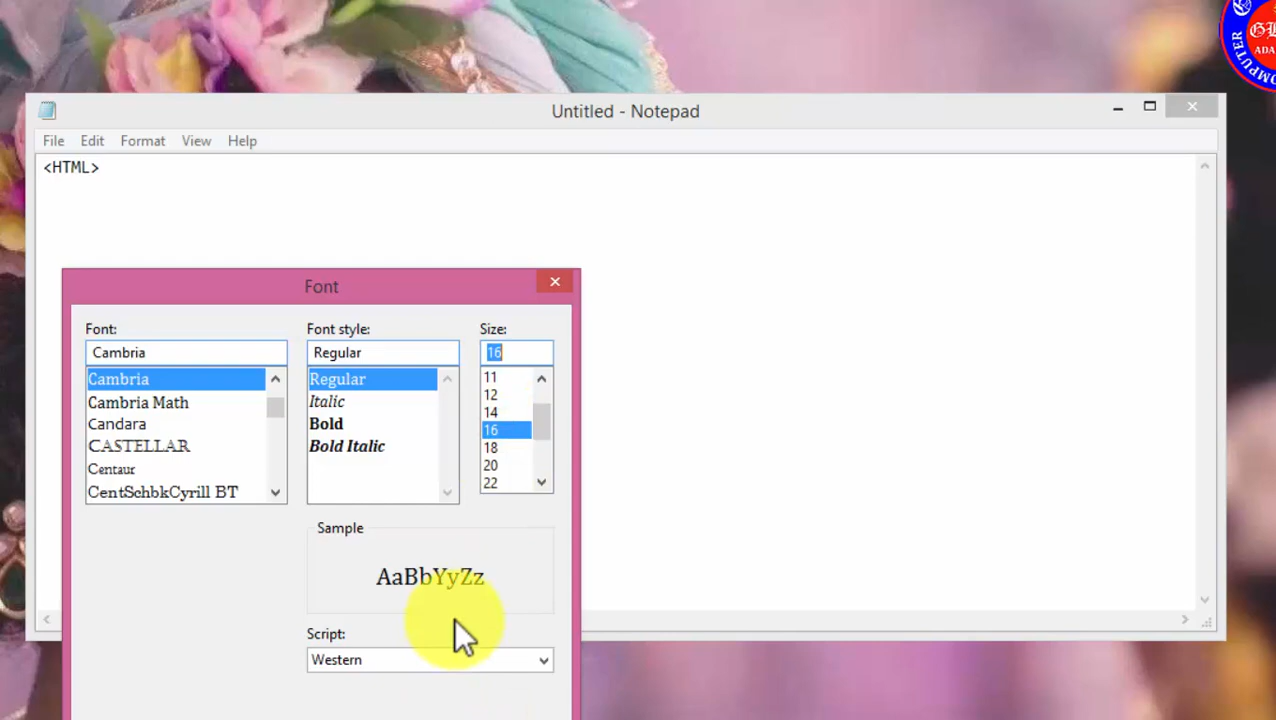 COMPUTER
ADA
Untitled - Notepad
File Edit Format View Help
<HTML>
Font
Font: Font style: Size:
Cambria Regular 16
Cambria Regular 11
Cambria Math Italic 12
Candara Bold 14
CASTELLAR Bold Italic 16
Centaur 18
CentSchbkCyrill BT 20
22
Sample
AaBbYyZz
Script:
Western